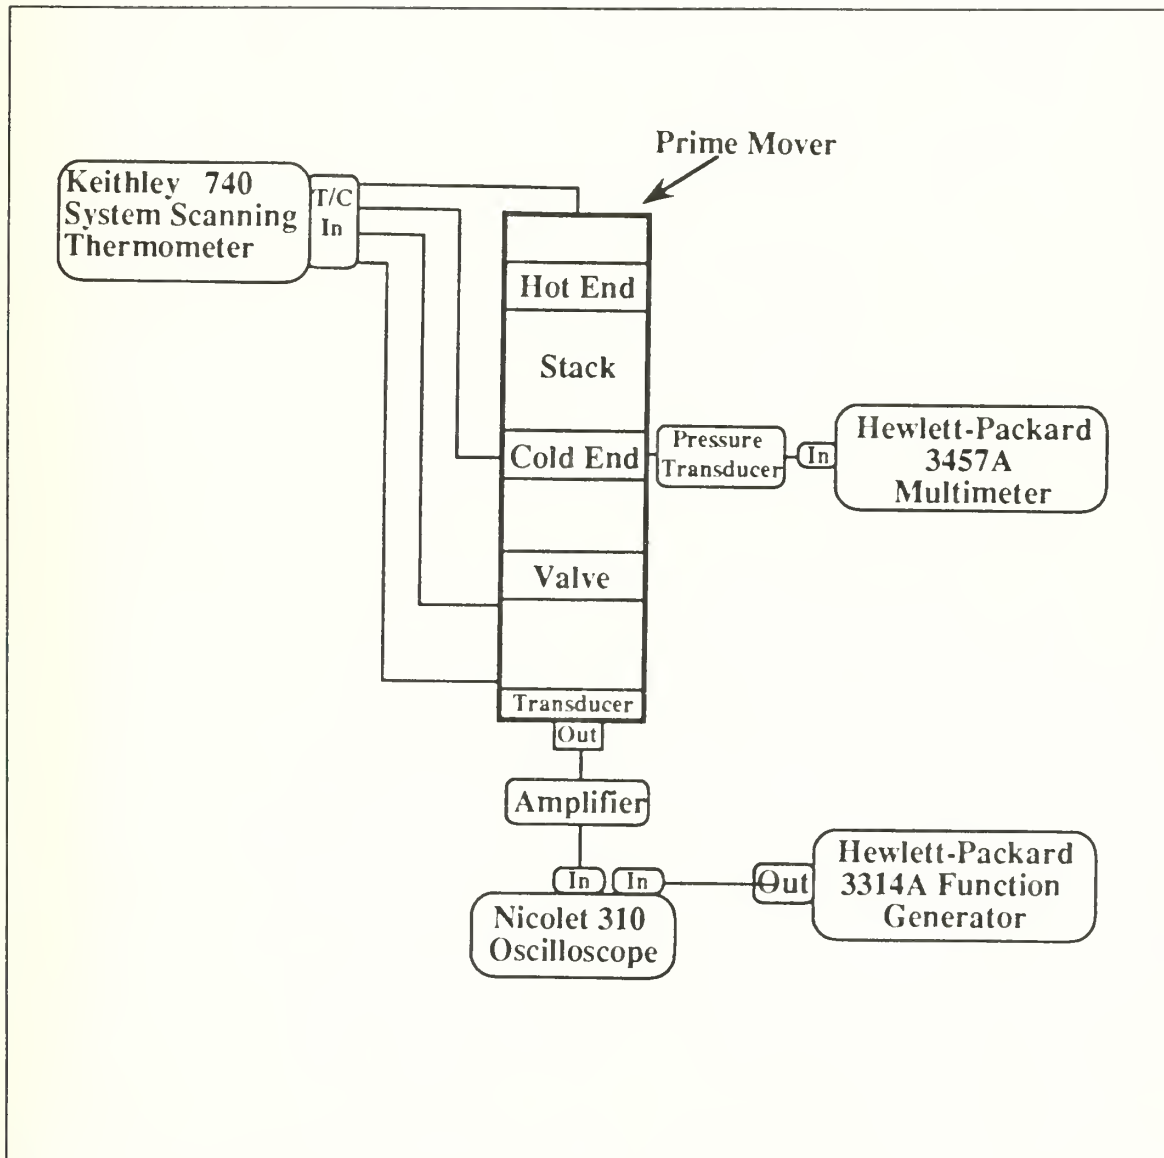 Prime Mover
Keithley 740
System Scanning
Thermometer
T/C
In
Hot End
Stack
Cold End
Pressure
Transducer
In
Hewlett-Packard
3457A
Multimeter
Valve
Transducer
Out
Amplifier
In
In
Out
Hewlett-Packard
3314A Function
Generator
Nicolet 310
Oscilloscope